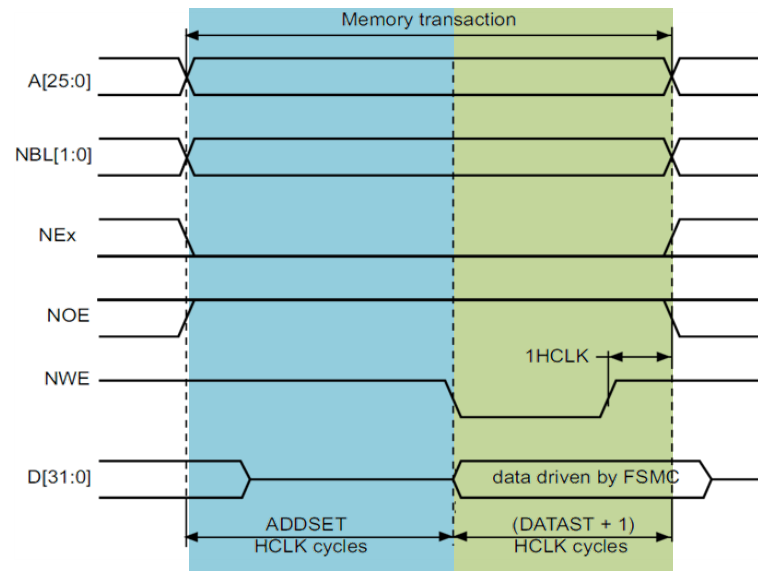 Memory transaction
A[25:0]
NBL[1:0]
NEx
NOE
1HCLK
NWE
D[31:0]
data driven by FSMC
ADDSET
HCLK cycles
(DATAST + 1)
HCLK cycles